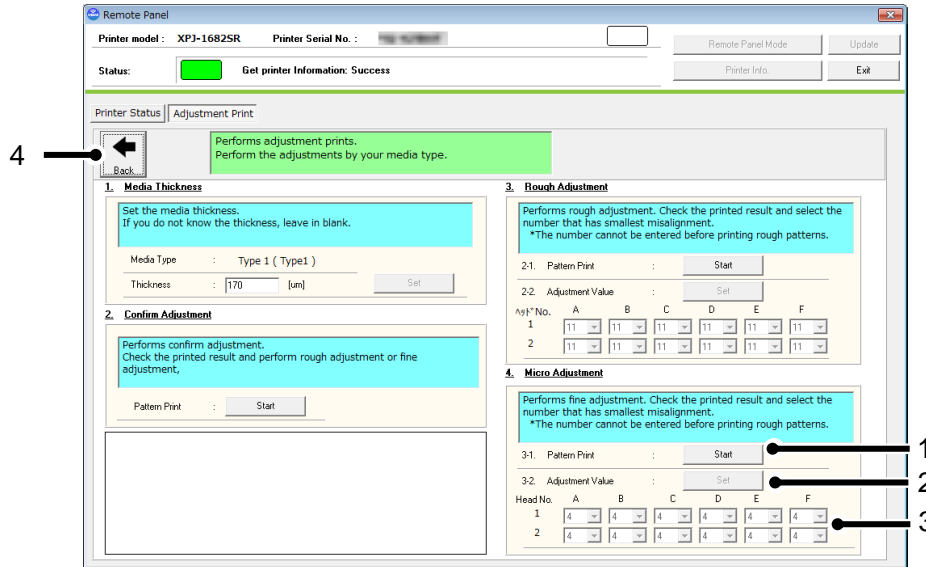 Remote Panel
Printer model : XPJ-1682SR Printer Serial No. :
Remote Panel Mode Update
Status: Get printer Information: Success
Printer Info. Exit
Printer Status Adjustment Print
4
Back
Performs adjustment prints.
Perform the adjustments by your media type.
1. Media Thickness
Set the media thickness.
If you do not know the thickness, leave in blank.
Media Type : Type 1 ( Type1 )
Thickness : 170 [um] Set
2. Confirm Adjustment
Performs confirm adjustment.
Check the printed result and perform rough adjustment or fine
adjustment,
Pattern Print : Start
3. Rough Adjustment
Performs rough adjustment. Check the printed result and select the
number that has smallest misalignment.
*The number cannot be entered before printing rough patterns.
2-1. Pattern Print : Start
2-2. Adjustment Value : Set
ﾍｯﾄﾞNo. A B C D E F
1 11 11 11 11 11 11
2 11 11 11 11 11 11
4. Micro Adjustment
Performs fine adjustment. Check the printed result and select the
number that has smallest misalignment.
*The number cannot be entered before printing rough patterns.
3-1. Pattern Print : Start
1
3-2. Adjustment Value : Set
2
Head No. A B C D E F
1 4 4 4 4 4 4
3
2 4 4 4 4 4 4